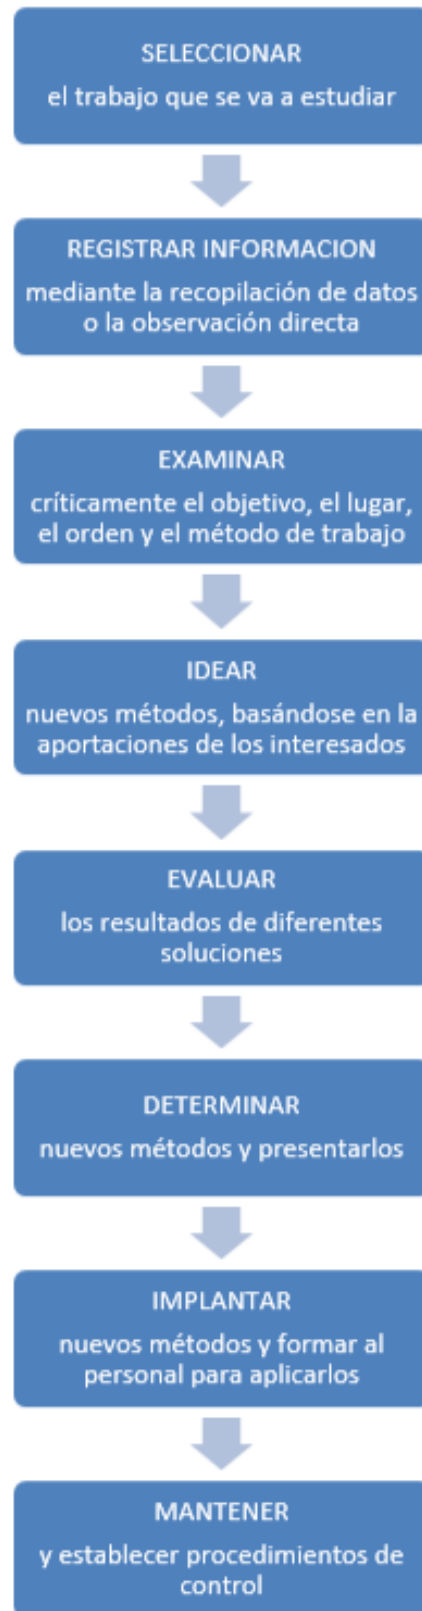 SELECCIONAR
el trabajo que se va a estudiar
REGISTRAR INFORMACION
mediante la recopilación de datos
o la observación directa
EXAMINAR
críticamente el objetivo, el lugar,
el orden y el método de trabajo
IDEAR
nuevos métodos, basándose en la
aportaciones de los interesados
EVALUAR
los resultados de diferentes
soluciones
DETERMINAR
nuevos métodos y presentarlos
IMPLANTAR
nuevos métodos y formar al
personal para aplicarlos
MANTENER
y establecer procedimientos de
control